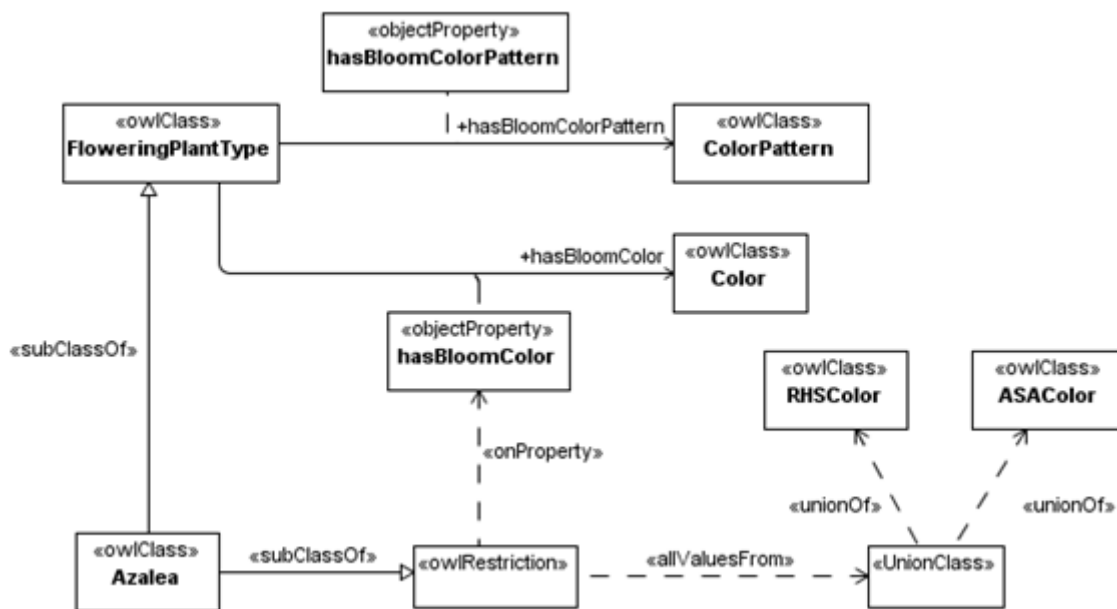 «objectProperty»
hasBloomColorPattern
«owlClass»
FloweringPlantType
+hasBloomColorPattern
«owlClass»
ColorPattern
+hasBloomColor
«owlClass»
Color
«objectProperty»
hasBloomColor
«subClassOf»
«owlClass»
RHSColor
«owlClass»
ASAColor
«onProperty»
«unionOf»
«unionOf»
«owlClass»
Azalea
«subClassOf»
«owlRestriction»
«allValuesFrom»
«UnionClass»